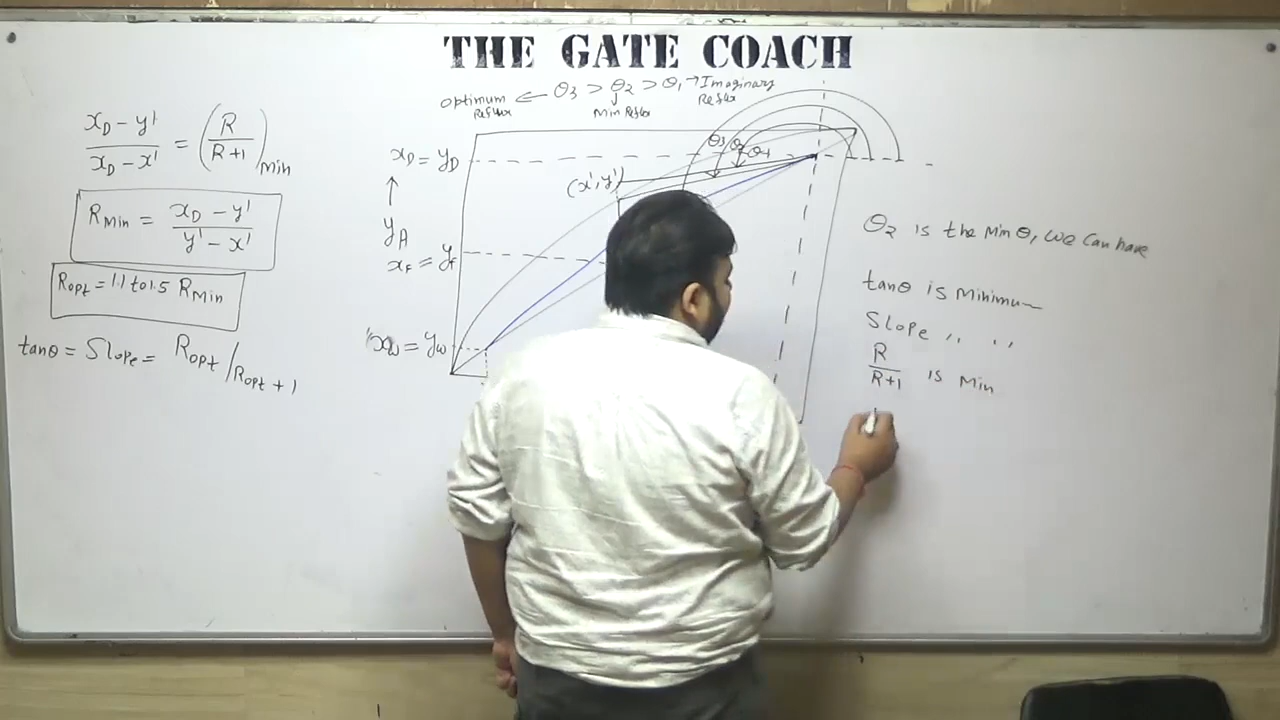 THE GATE COACH
Optimum Reflux ← θ3 > θ2 > θ1 → Imaginary Reflux
↓
Min Reflux
xD - y' / xD - x' = (R / R+1)Min
RMin = xD - y' / y' - x'
Ropt = 1.1 to 1.5 RMin
tanθ = Slope = Ropt / Ropt + 1
xD = yD
↑
yA
xF = yF
xw = yw
(x', y')
θ3
θ2
θ1
θ2 is the Min θ, We Can have
tanθ is Minimum
Slope ,, ,,
R / R+1 is Min